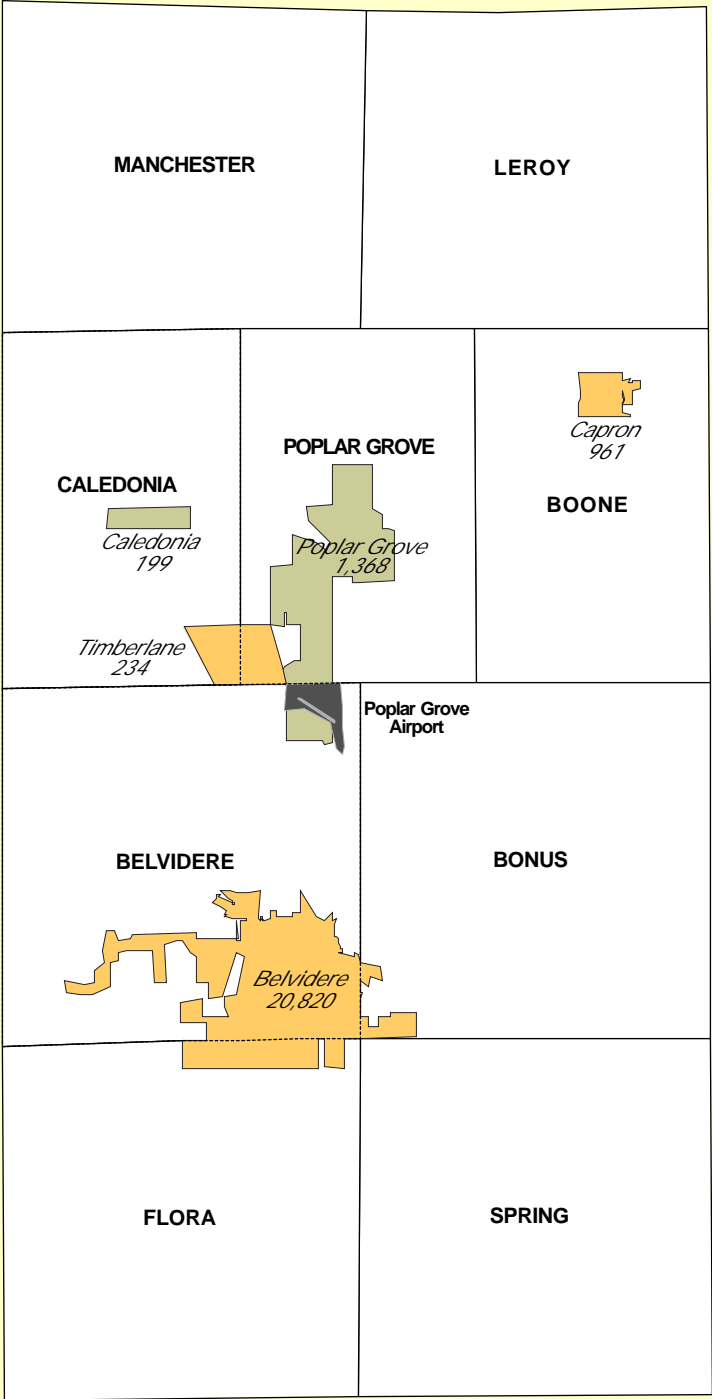 MANCHESTER
LEROY
Capron
961
POPLAR GROVE
CALEDONIA
BOONE
Caledonia
199
Poplar Grove
1,368
Timberlane
234
Poplar Grove
Airport
BELVIDERE
BONUS
Belvidere
20,820
FLORA
SPRING